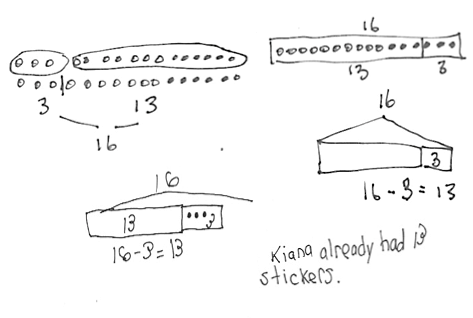 3 13
16
16
13 3
16
3
16 - 3 = 13
16
13 3
16 - 3 = 13
Kiana already had 13
stickers.